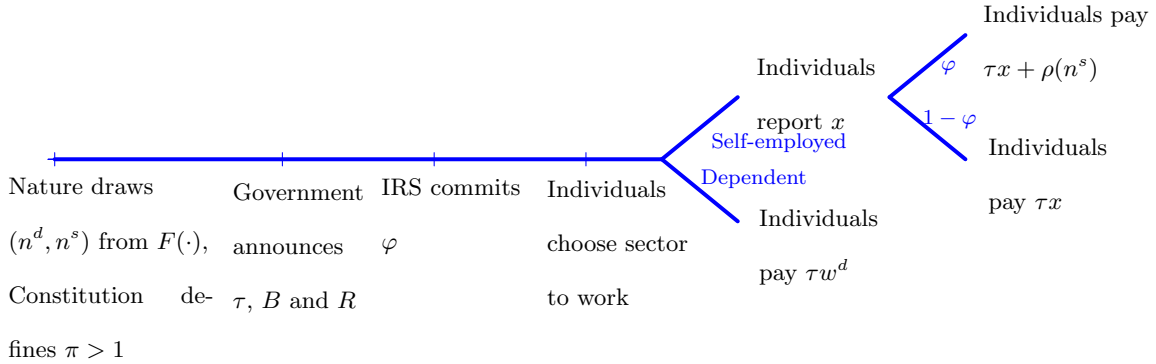 Nature draws
(n^d, n^s) from F(·),
Constitution de-
fines π > 1
Government
announces
τ, B and R
IRS commits
φ
Individuals
choose sector
to work
Self-employed
Dependent
Individuals
report x
Individuals
pay τw^d
φ
1 − φ
Individuals pay
τx + ρ(n^s)
Individuals
pay τx